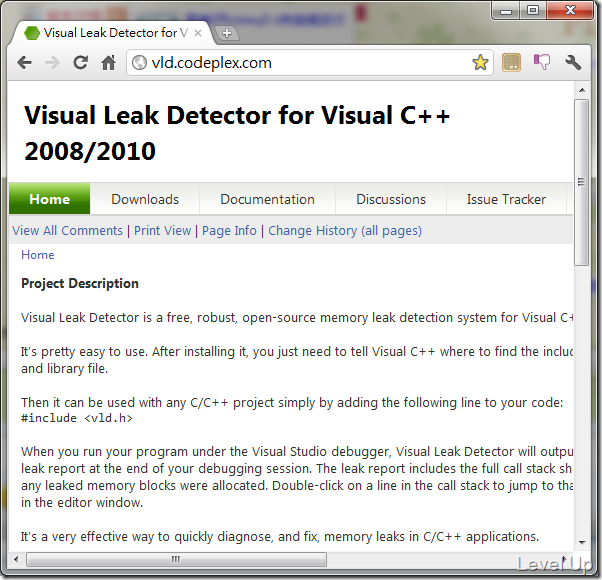 Visual Leak Detector for V
vld.codeplex.com
Visual Leak Detector for Visual C++
2008/2010
Home Downloads Documentation Discussions Issue Tracker
View All Comments | Print View | Page Info | Change History (all pages)
Home
Project Description
Visual Leak Detector is a free, robust, open-source memory leak detection system for Visual C+
It's pretty easy to use. After installing it, you just need to tell Visual C++ where to find the includ
and library file.
Then it can be used with any C/C++ project simply by adding the following line to your code:
#include <vld.h>
When you run your program under the Visual Studio debugger, Visual Leak Detector will outpu
leak report at the end of your debugging session. The leak report includes the full call stack sh
any leaked memory blocks were allocated. Double-click on a line in the call stack to jump to tha
in the editor window.
It's a very effective way to quickly diagnose, and fix, memory leaks in C/C++ applications.
Level Up